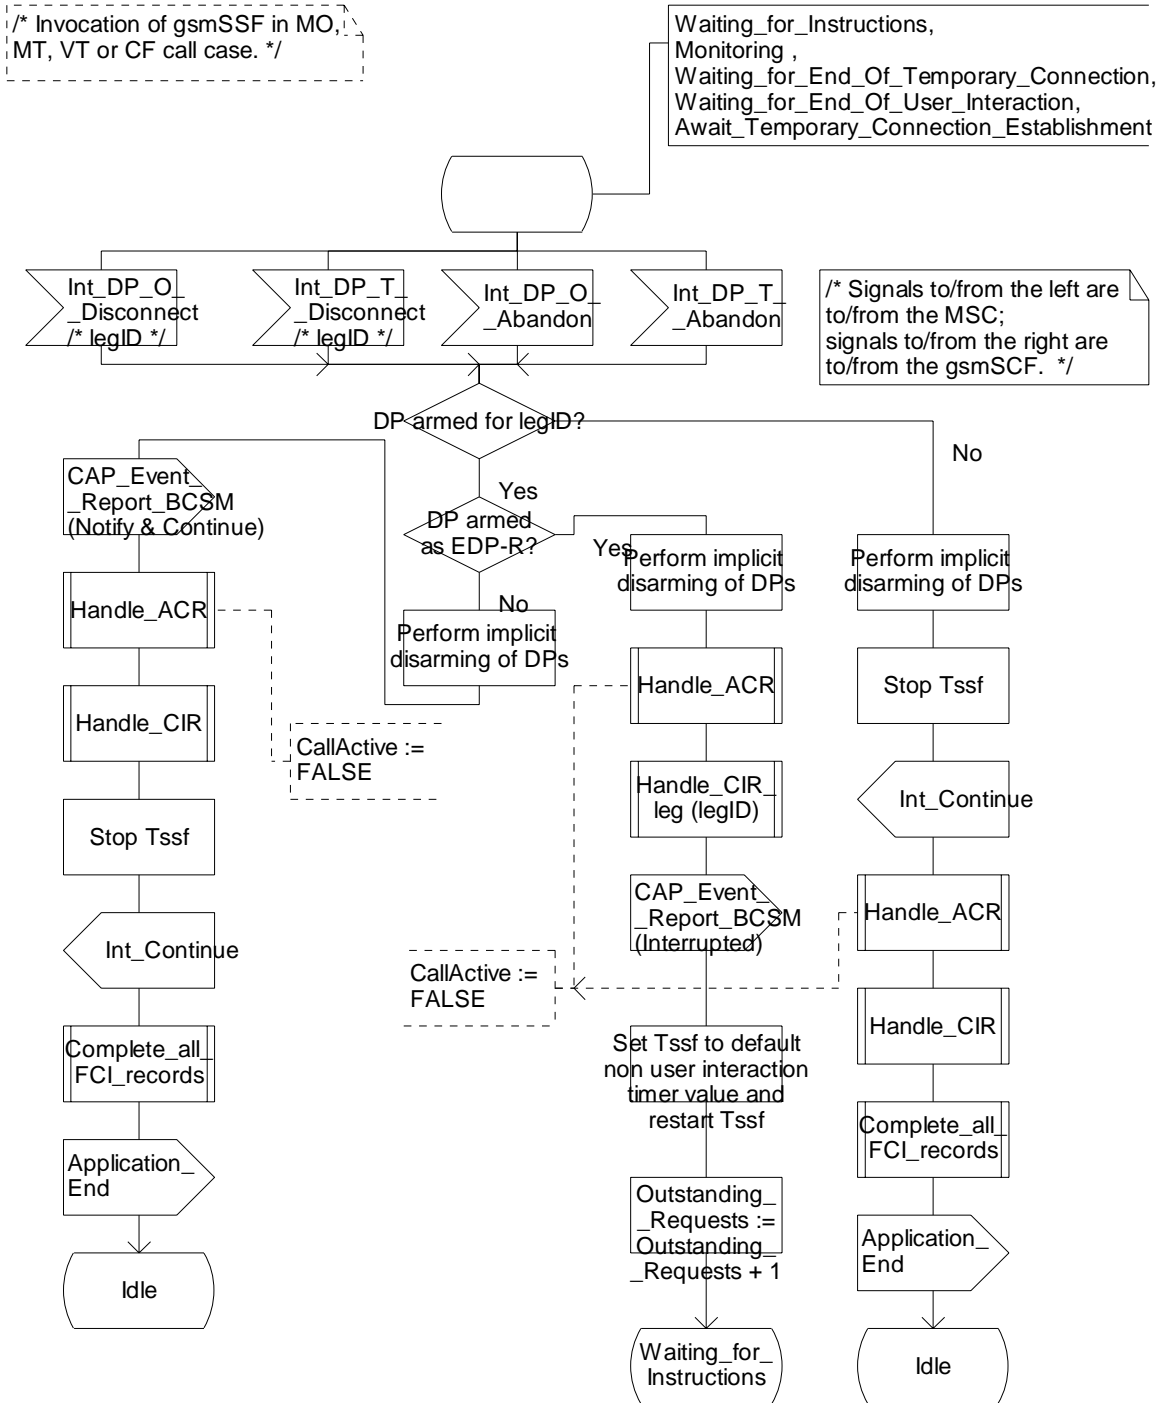 /* Invocation of gsmSSF in MO,
MT, VT or CF call case. */
Waiting_for_Instructions,
Monitoring ,
Waiting_for_End_Of_Temporary_Connection,
Waiting_for_End_Of_User_Interaction,
Await_Temporary_Connection_Establishment
Int_DP_O_
_Disconnect
/* legID */
Int_DP_T_
_Disconnect
/* legID */
Int_DP_O_
_Abandon
Int_DP_T_
_Abandon
/* Signals to/from the left are
to/from the MSC;
signals to/from the right are
to/from the gsmSCF.  */
DP armed for legID?
No
Yes
CAP_Event_
_Report_BCSM
(Notify & Continue)
DP armed
as EDP-R?
Yes
No
Perform implicit
disarming of DPs
Perform implicit
disarming of DPs
Perform implicit
disarming of DPs
Handle_ACR
Handle_CIR
CallActive :=
FALSE
Stop Tssf
Int_Continue
Complete_all_
FCI_records
Application_
End
Idle
Handle_ACR
Handle_CIR_
leg (legID)
CAP_Event_
_Report_BCSM
(Interrupted)
CallActive :=
FALSE
Set Tssf to default
non user interaction
timer value and
restart Tssf
Outstanding_
_Requests :=
Outstanding_
_Requests + 1
Waiting_for_
Instructions
Stop Tssf
Int_Continue
Handle_ACR
Handle_CIR
Complete_all_
FCI_records
Application_
End
Idle